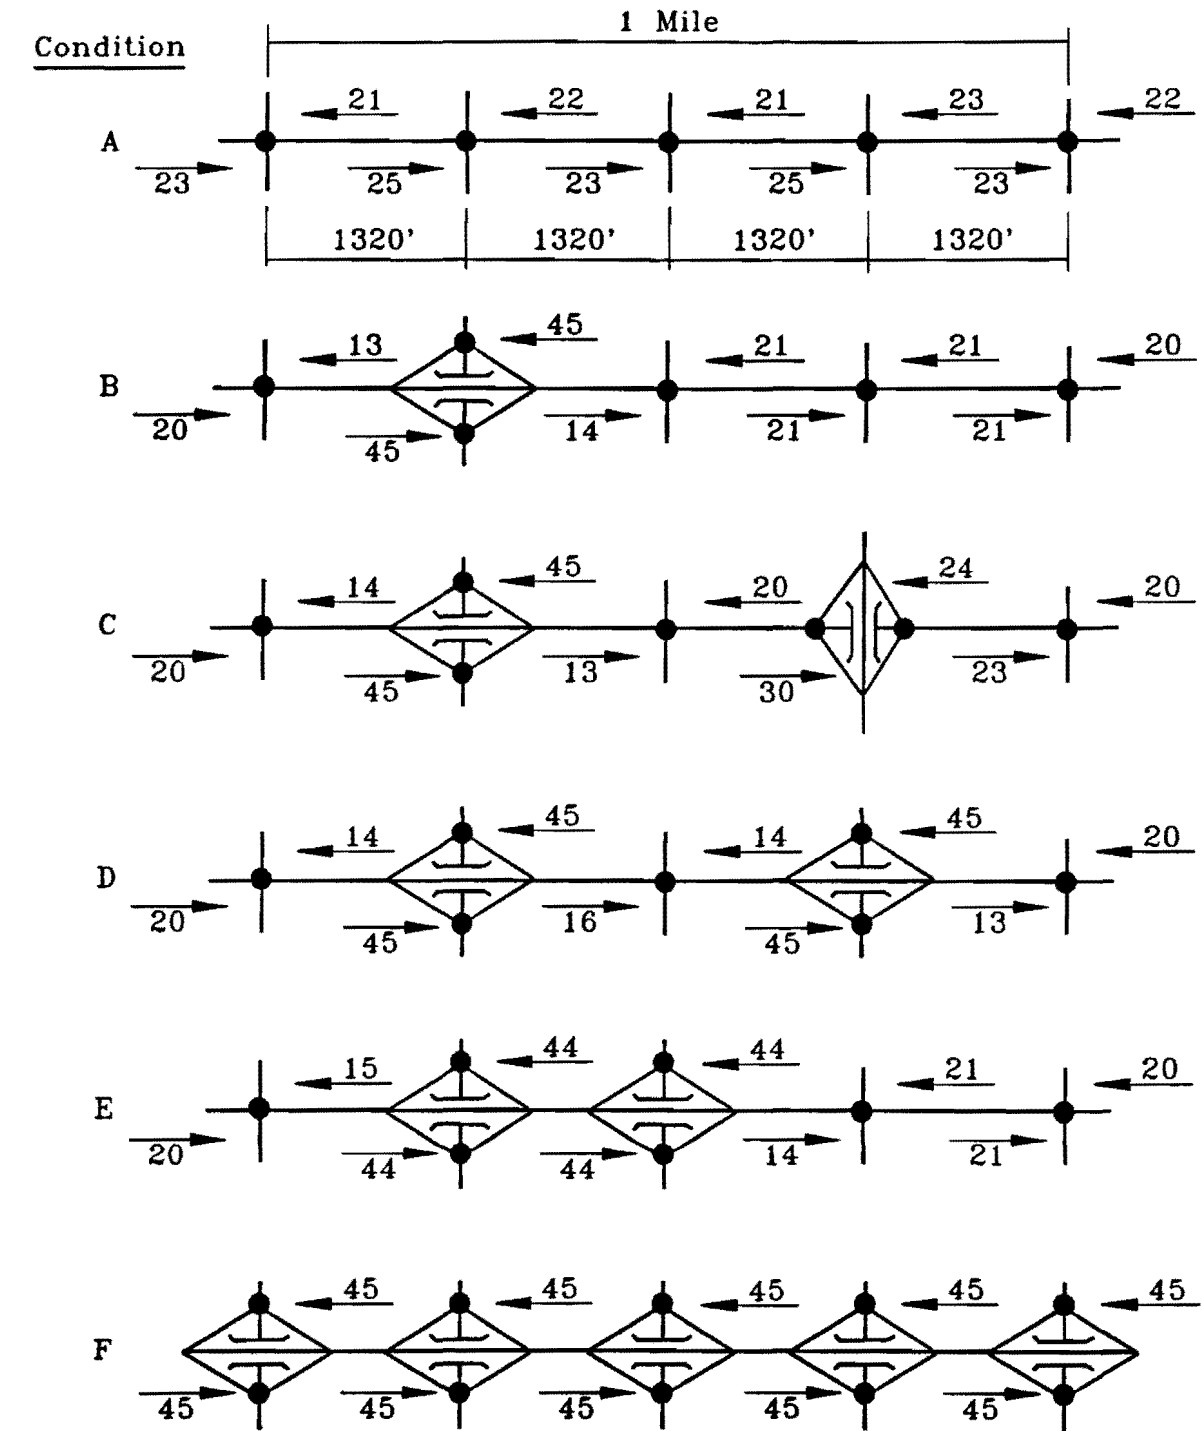 1 Mile
Condition
21 22 21 23 22
A
23 25 23 25 23
1320' 1320' 1320' 1320'
13 45 21 21 20
B
20 45 14 21 21
14 45 20 24 20
C
20 45 13 30 23
14 45 14 45 20
D
20 45 16 45 13
15 44 44 21 20
E
20 44 44 14 21
45 45 45 45 45
F
45 45 45 45 45